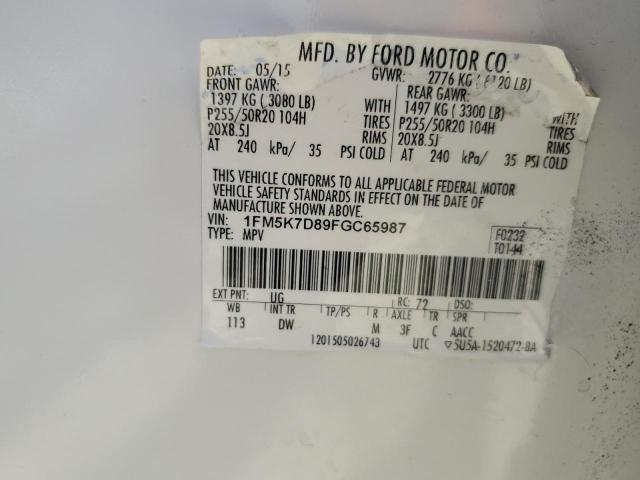 MFD. BY FORD MOTOR CO.
DATE: 05/15 GVWR: 2776 KG ( 6120 LB)
FRONT GAWR: REAR GAWR:
1397 KG ( 3080 LB) WITH 1497 KG ( 3300 LB) WITH
P255/50R20 104H TIRES P255/50R20 104H TIRES
20X8.5J RIMS 20X8.5J RIMS
AT 240 kPa/ 35 PSI COLD AT 240 kPa/ 35 PSI COLD
THIS VEHICLE CONFORMS TO ALL APPLICABLE FEDERAL MOTOR
VEHICLE SAFETY STANDARDS IN EFFECT ON THE DATE OF
MANUFACTURE SHOWN ABOVE.
VIN: 1FM5K7D89FGC65987 F0232
TYPE: MPV T0144
EXT PNT: UG RC: 72 DSO:
WB INT TR TP/PS R AXLE TR SPR
113 DW M 3F C AACC
1201505026743 UTC ▽5U5A-1520472-BA